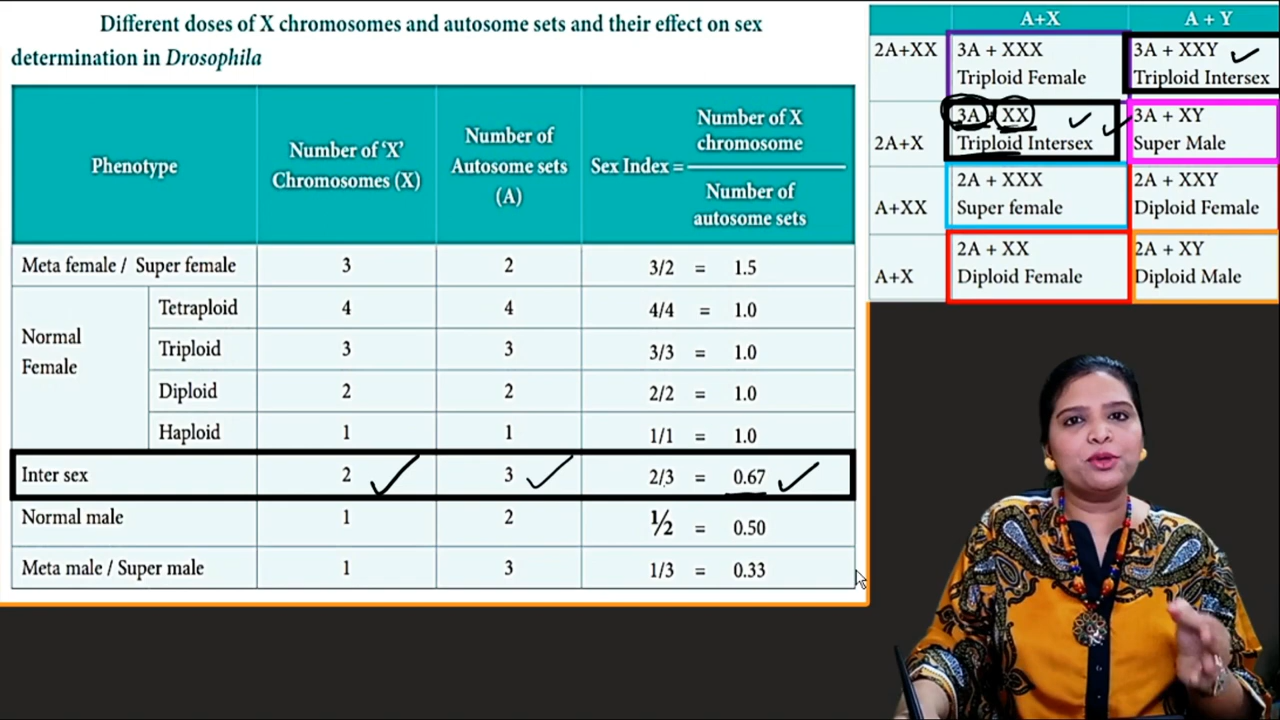 Different doses of X chromosomes and autosome sets and their effect on sex
determination in Drosophila
Phenotype
Number of 'X'
Chromosomes (X)
Number of
Autosome sets
(A)
Sex Index =
Number of X
chromosome
Number of
autosome sets
Meta female / Super female 3 2 3/2 = 1.5
Normal
Female
Tetraploid 4 4 4/4 = 1.0
Triploid 3 3 3/3 = 1.0
Diploid 2 2 2/2 = 1.0
Haploid 1 1 1/1 = 1.0
Inter sex 2 3 2/3 = 0.67
Normal male 1 2 ½ = 0.50
Meta male / Super male 1 3 1/3 = 0.33
A+X A + Y
2A+XX
3A + XXX
Triploid Female
3A + XXY
Triploid Intersex
2A+X
3A + XX
Triploid Intersex
3A + XY
Super Male
A+XX
2A + XXX
Super female
2A + XXY
Diploid Female
A+X
2A + XX
Diploid Female
2A + XY
Diploid Male